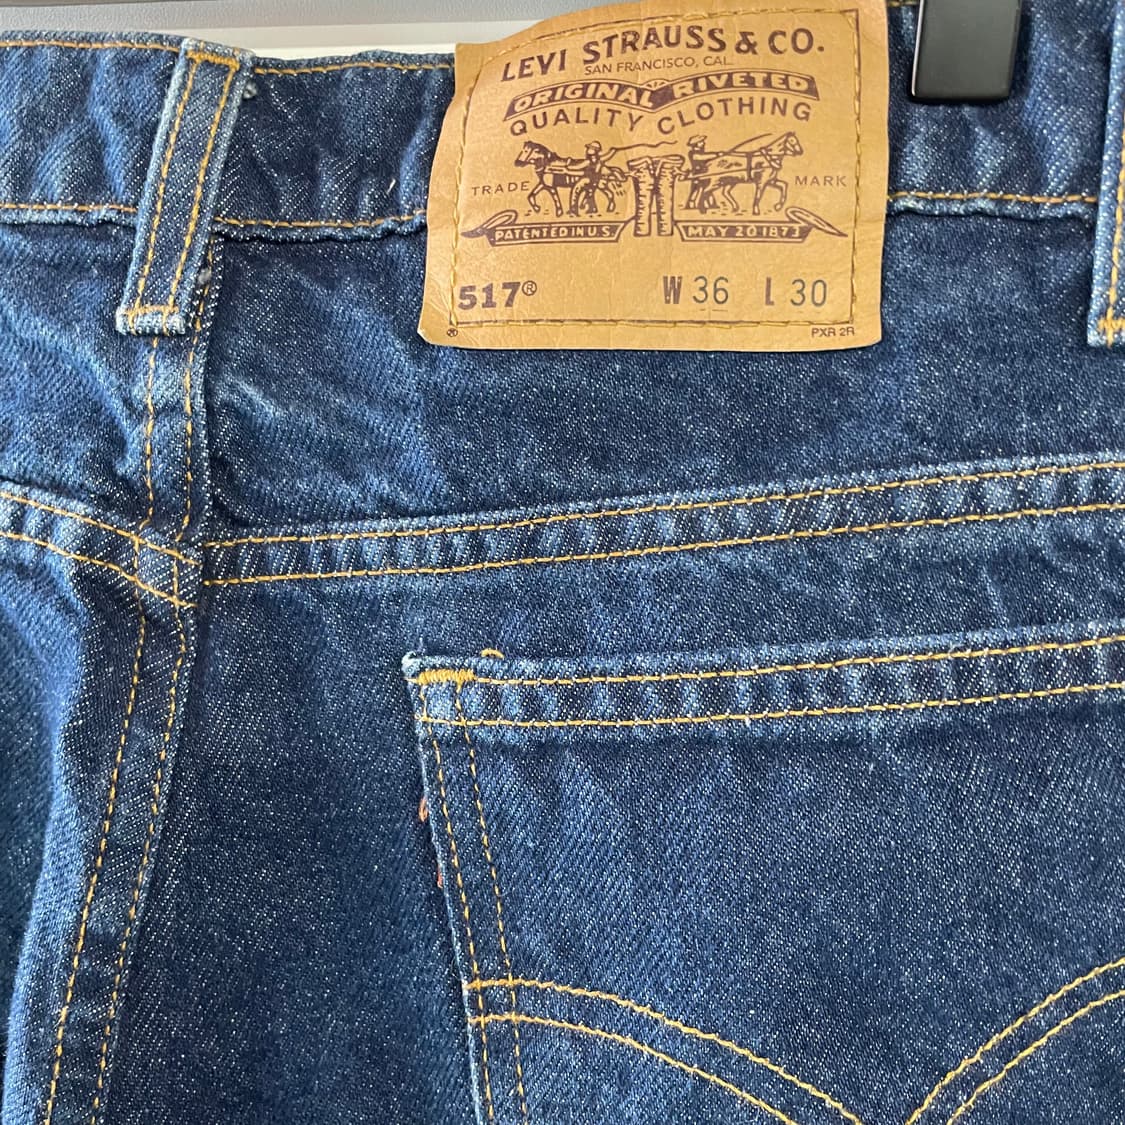 LEVI STRAUSS & CO.
SAN FRANCISCO, CAL.
ORIGINAL RIVETED
QUALITY CLOTHING
TRADE MARK
PATENTED IN U.S. MAY 20 1873
517® W 36 L 30
® PXR 2R